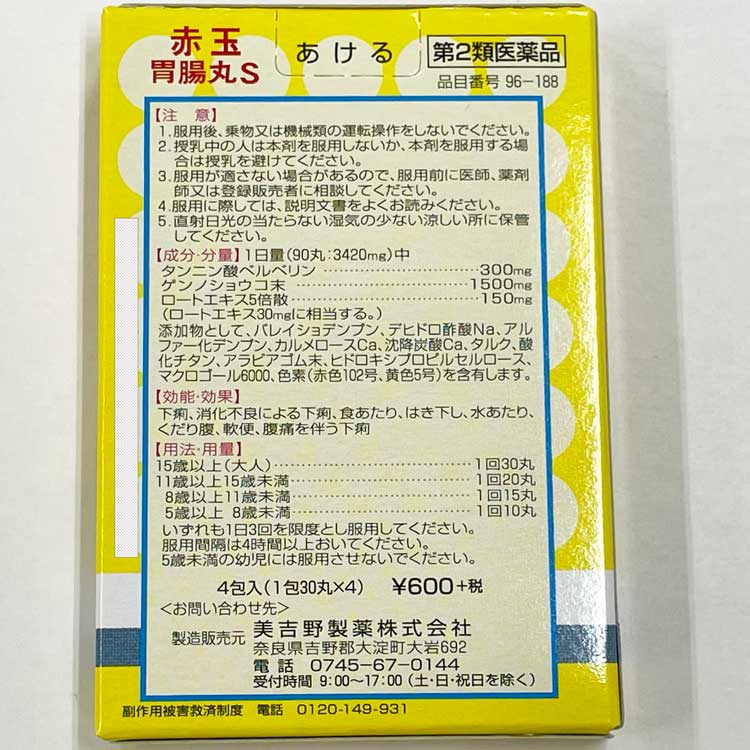 赤玉
胃腸丸S
あける
第2類医薬品
品目番号 96-188
【注　意】
1.服用後、乗物又は機械類の運転操作をしないでください。
2.授乳中の人は本剤を服用しないか、本剤を服用する場
合は授乳を避けてください。
3.服用が適さない場合があるので、服用前に医師、薬剤
師又は登録販売者に相談してください。
4.服用に際しては、説明文書をよくお読みください。
5.直射日光の当たらない湿気の少ない涼しい所に保管
してください。
【成分・分量】1日量(90丸:3420mg)中
タンニン酸ベルベリン………………………300mg
ゲンノショウコ末……………………………1500mg
ロートエキス5倍散…………………………150mg
(ロートエキス30mgに相当する。)
添加物として、バレイショデンプン、デヒドロ酢酸Na、アル
ファー化デンプン、カルメロースCa、沈降炭酸Ca、タルク、酸
化チタン、アラビアゴム末、ヒドロキシプロピルセルロース、
マクロゴール6000、色素(赤色102号、黄色5号)を含有します。
【効能・効果】
下痢、消化不良による下痢、食あたり、はき下し、水あたり、
くだり腹、軟便、腹痛を伴う下痢
【用法・用量】
15歳以上(大人)………………………1回30丸
11歳以上15歳未満……………………1回20丸
8歳以上11歳未満……………………1回15丸
5歳以上 8歳未満……………………1回10丸
いずれも1日3回を限度とし服用してください。
服用間隔は4時間以上おいてください。
5歳未満の幼児には服用させないでください。
4包入(1包30丸×4) ¥600+税
<お問い合わせ先>
製造販売元 美吉野製薬株式会社
奈良県吉野郡大淀町大岩692
電話 0745-67-0144
受付時間 9:00〜17:00(土・日・祝日を除く)
副作用被害救済制度 電話 0120-149-931